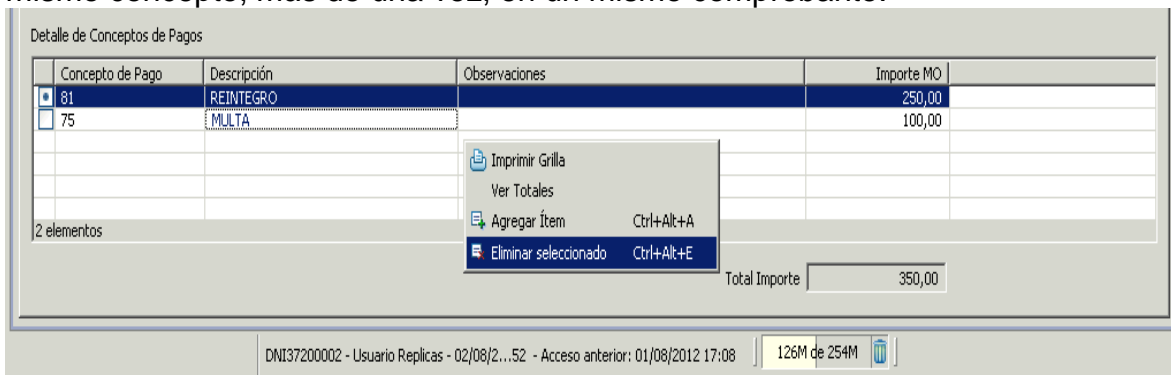 mismo concepto, más de una vez, en un mismo comprobante.
Detalle de Conceptos de Pagos
Concepto de Pago Descripción Observaciones Importe MO
81 REINTEGRO 250,00
75 MULTA 100,00
Imprimir Grilla
Ver Totales
Agregar Ítem Ctrl+Alt+A
2 elementos
Eliminar seleccionado Ctrl+Alt+E
Total Importe 350,00
DNI37200002 - Usuario Replicas - 02/08/2...52 - Acceso anterior: 01/08/2012 17:08 126M de 254M